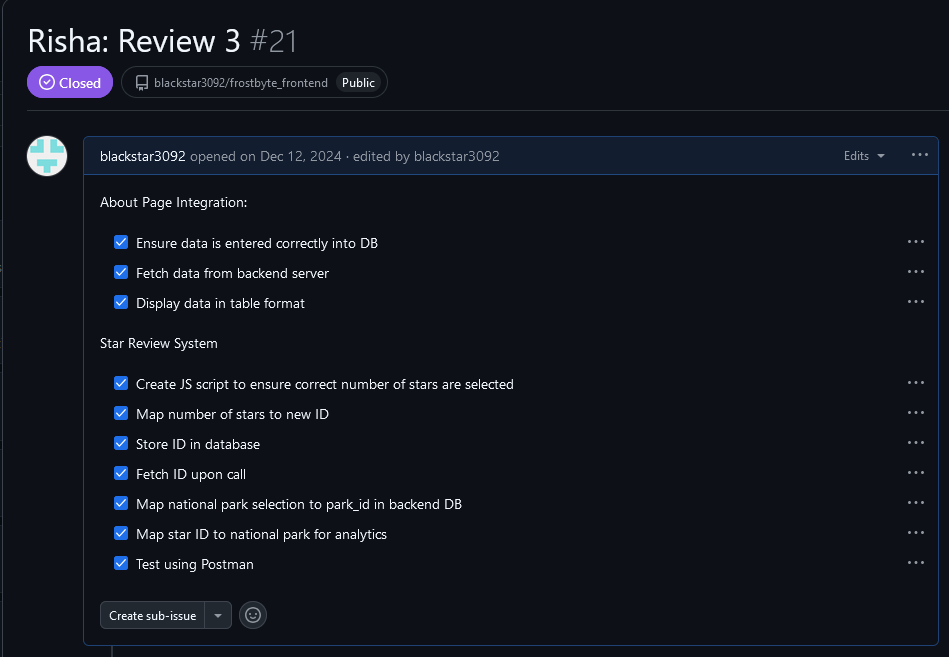 Risha: Review 3 #21
Closed blackstar3092/frostbyte_frontend Public
blackstar3092 opened on Dec 12, 2024 · edited by blackstar3092 Edits
About Page Integration:
Ensure data is entered correctly into DB
Fetch data from backend server
Display data in table format
Star Review System
Create JS script to ensure correct number of stars are selected
Map number of stars to new ID
Store ID in database
Fetch ID upon call
Map national park selection to park_id in backend DB
Map star ID to national park for analytics
Test using Postman
Create sub-issue